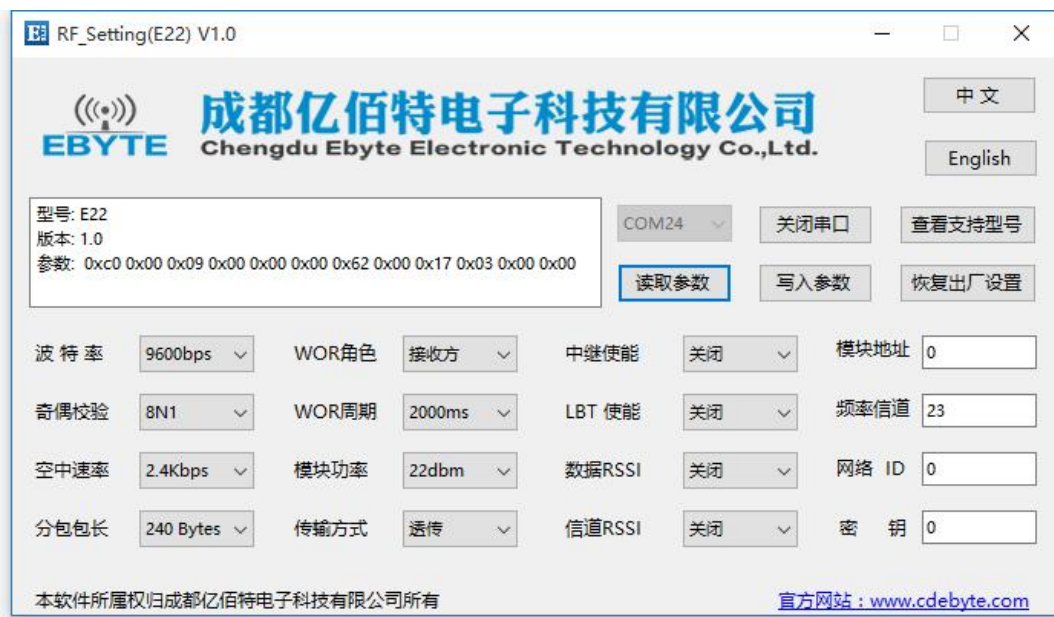 RF_Setting(E22) V1.0
EBYTE
成都亿佰特电子科技有限公司
Chengdu Ebyte Electronic Technology Co.,Ltd.
中 文
English
型号: E22
版本: 1.0
参数: 0xc0 0x00 0x09 0x00 0x00 0x00 0x62 0x00 0x17 0x03 0x00 0x00
COM24 关闭串口 查看支持型号
读取参数 写入参数 恢复出厂设置
波 特 率 9600bps WOR角色 接收方 中继使能 关闭 模块地址 0
奇偶校验 8N1 WOR周期 2000ms LBT 使能 关闭 频率信道 23
空中速率 2.4Kbps 模块功率 22dbm 数据RSSI 关闭 网络 ID 0
分包包长 240 Bytes 传输方式 透传 信道RSSI 关闭 密 钥 0
本软件所属权归成都亿佰特电子科技有限公司所有 官方网站：www.cdebyte.com